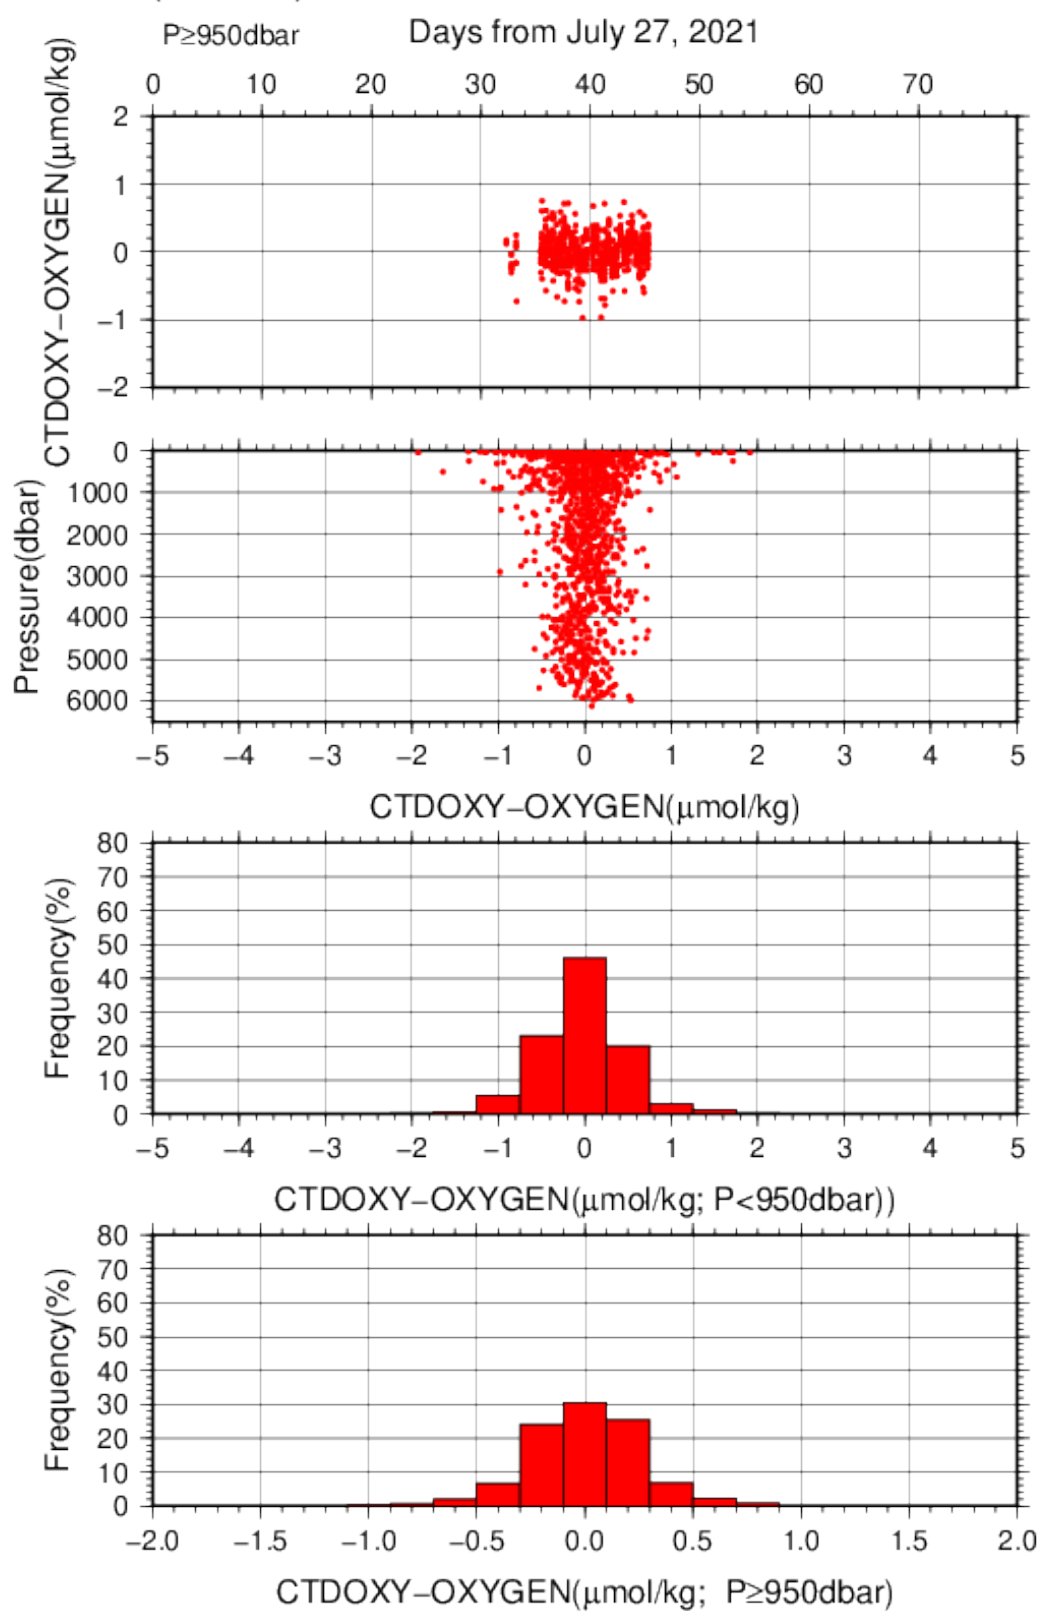 P≥950dbar
Days from July 27, 2021
0 10 20 30 40 50 60 70
CTDOXY−OXYGEN(μmol/kg)
2
1
0
−1
−2
Pressure(dbar)
0
1000
2000
3000
4000
5000
6000
−5 −4 −3 −2 −1 0 1 2 3 4 5
CTDOXY−OXYGEN(μmol/kg)
Frequency(%)
80
70
60
50
40
30
20
10
0
−5 −4 −3 −2 −1 0 1 2 3 4 5
CTDOXY−OXYGEN(μmol/kg; P<950dbar))
Frequency(%)
80
70
60
50
40
30
20
10
0
−2.0 −1.5 −1.0 −0.5 0.0 0.5 1.0 1.5 2.0
CTDOXY−OXYGEN(μmol/kg; P≥950dbar)